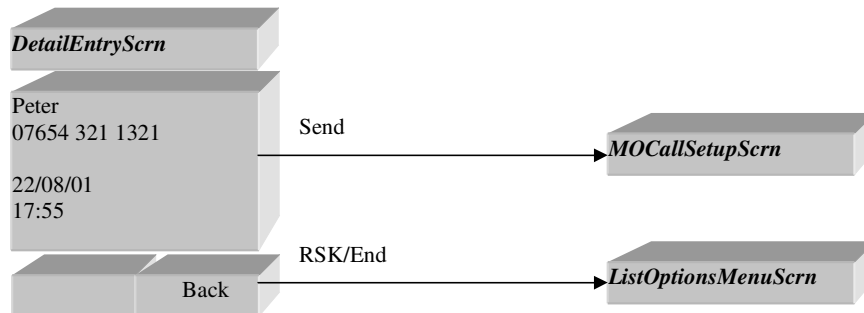 DetailEntryScrn
Peter
07654 321 1321
22/08/01
17:55
Back
Send
MOCallSetupScrn
RSK/End
ListOptionsMenuScrn